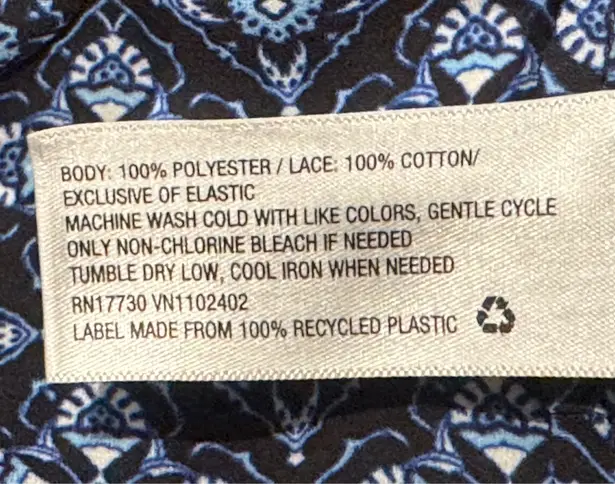 BODY: 100% POLYESTER / LACE: 100% COTTON/
EXCLUSIVE OF ELASTIC
MACHINE WASH COLD WITH LIKE COLORS, GENTLE CYCLE
ONLY NON-CHLORINE BLEACH IF NEEDED
TUMBLE DRY LOW, COOL IRON WHEN NEEDED
RN17730 VN1102402
LABEL MADE FROM 100% RECYCLED PLASTIC